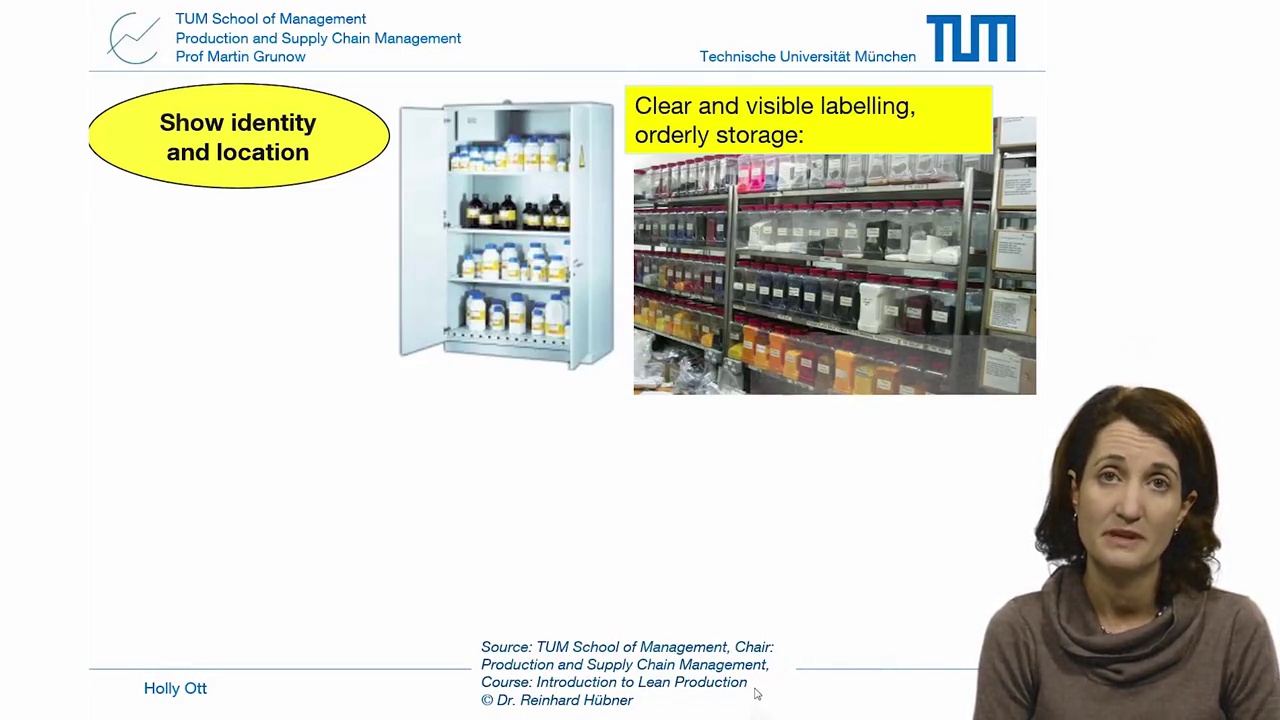 TUM School of Management
Production and Supply Chain Management
Prof Martin Grunow
Technische Universität München
TUM
Show identity
and location
Clear and visible labelling,
orderly storage:
Source: TUM School of Management, Chair:
Production and Supply Chain Management,
Course: Introduction to Lean Production
© Dr. Reinhard Hübner
Holly Ott